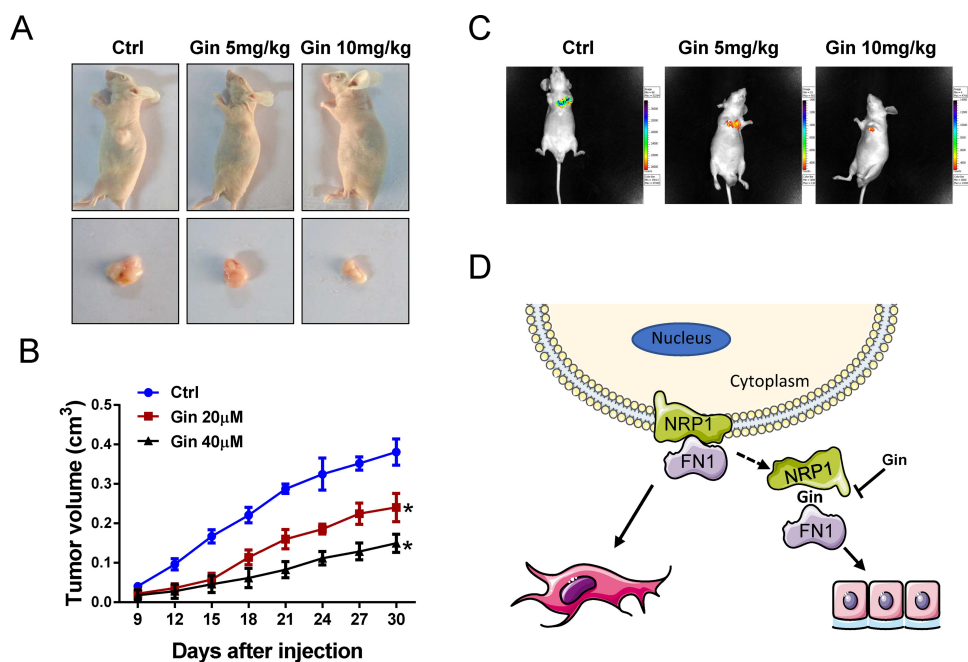 A
Ctrl
Gin 5mg/kg
Gin 10mg/kg
B
Ctrl
Gin 20μM
Gin 40μM
Tumor volume (cm3)
0.5
0.4
0.3
0.2
0.1
0.0
*
*
9 12 15 18 21 24 27 30
Days after injection
C
Ctrl
Gin 5mg/kg
Gin 10mg/kg
D
Nucleus
Cytoplasm
NRP1
FN1
NRP1
Gin
Gin
FN1